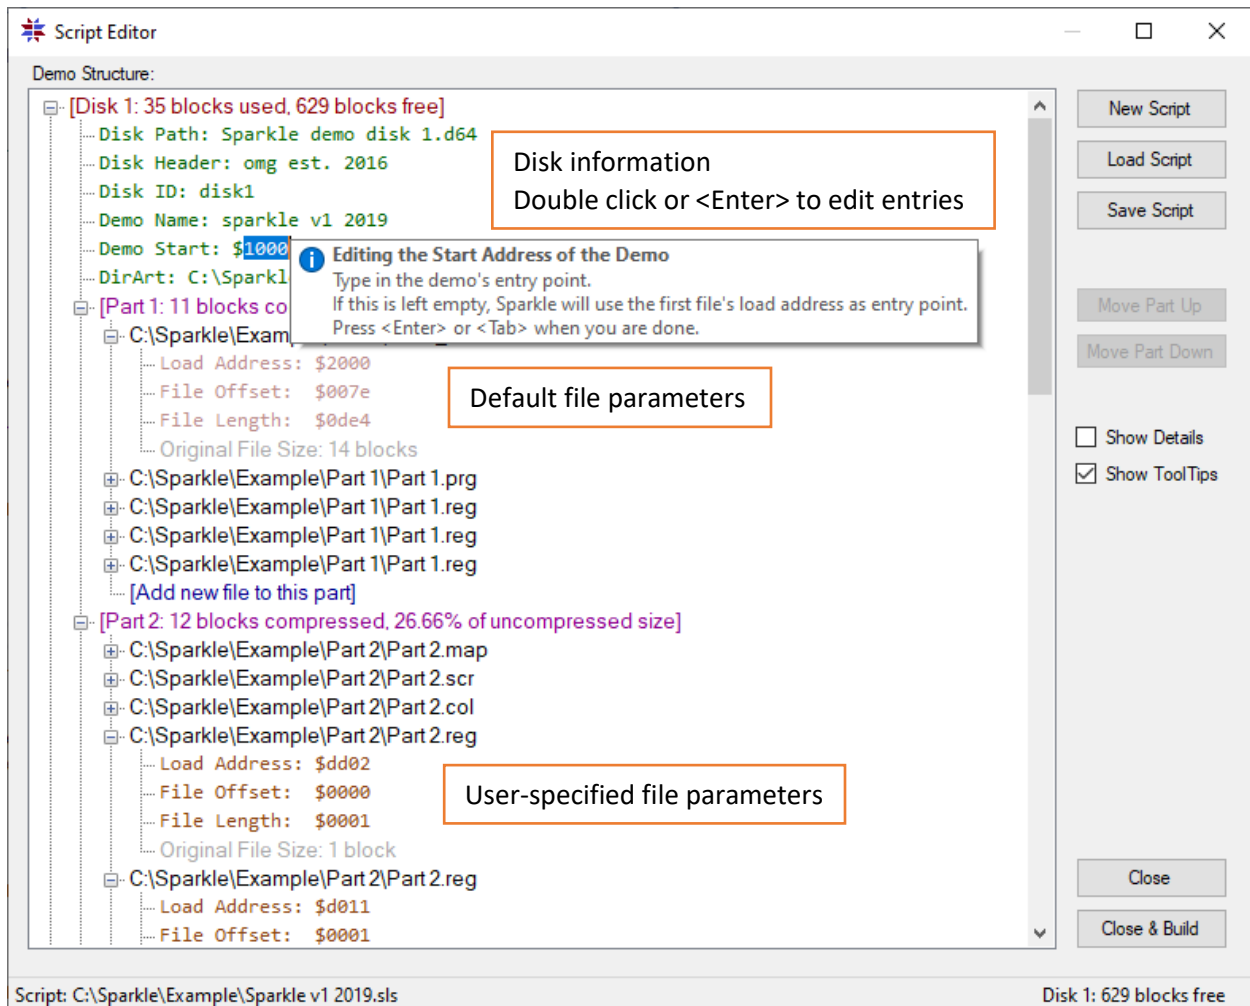 Script Editor
Demo Structure:
[Disk 1: 35 blocks used, 629 blocks free]
Disk Path: Sparkle demo disk 1.d64
Disk Header: omg est. 2016
Disk ID: disk1
Demo Name: sparkle v1 2019
Demo Start: $1000
DirArt: C:\Sparkl
Disk information
Double click or <Enter> to edit entries
Editing the Start Address of the Demo
Type in the demo's entry point.
If this is left empty, Sparkle will use the first file's load address as entry point.
Press <Enter> or <Tab> when you are done.
[Part 1: 11 blocks co
C:\Sparkle\Exam
Load Address: $2000
File Offset: $007e
File Length: $0de4
Original File Size: 14 blocks
Default file parameters
C:\Sparkle\Example\Part 1\Part 1.prg
C:\Sparkle\Example\Part 1\Part 1.reg
C:\Sparkle\Example\Part 1\Part 1.reg
C:\Sparkle\Example\Part 1\Part 1.reg
[Add new file to this part]
[Part 2: 12 blocks compressed, 26.66% of uncompressed size]
C:\Sparkle\Example\Part 2\Part 2.map
C:\Sparkle\Example\Part 2\Part 2.scr
C:\Sparkle\Example\Part 2\Part 2.col
C:\Sparkle\Example\Part 2\Part 2.reg
Load Address: $dd02
File Offset: $0000
File Length: $0001
Original File Size: 1 block
User-specified file parameters
C:\Sparkle\Example\Part 2\Part 2.reg
Load Address: $d011
File Offset: $0001
New Script
Load Script
Save Script
Move Part Up
Move Part Down
Show Details
Show ToolTips
Close
Close & Build
Script: C:\Sparkle\Example\Sparkle v1 2019.sls
Disk 1: 629 blocks free